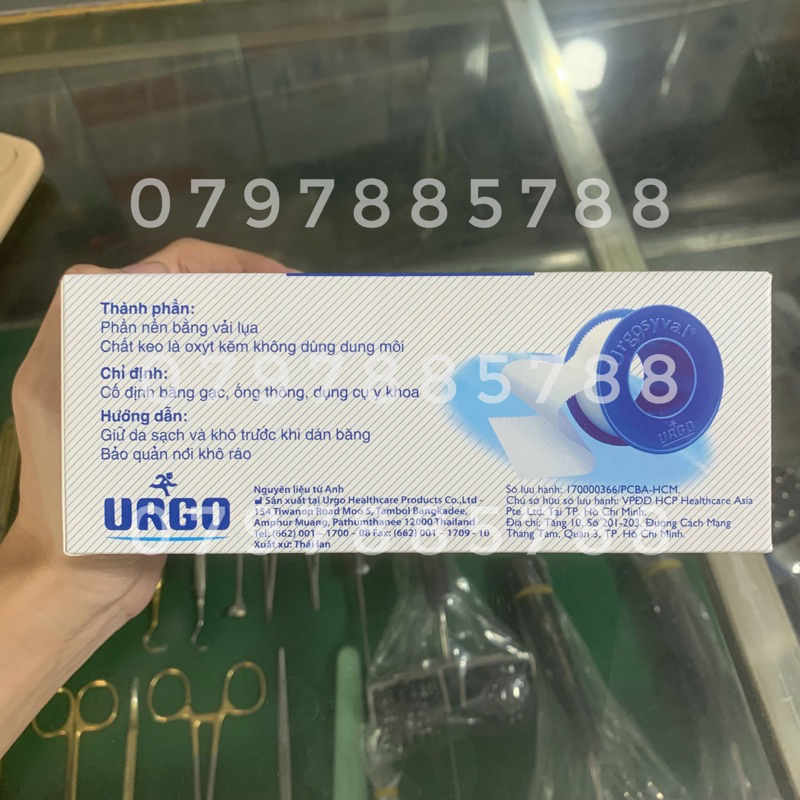 07977885788
Thành phần:
Phần nền bằng vải lụa
Chất keo là oxýt kẽm không dùng dung môi
Chỉ định:
Cố định băng gạc, ống thông, dụng cụ y khoa
07977885788
Hướng dẫn:
Giữ da sạch và khô trước khi dán băng
Bảo quản nơi khô ráo
Urgosyval®
URGO
URGO
Nguyên liệu từ Anh
Sản xuất tại Urgo Healthcare Products Co.,Ltd -
154 Tiwanon Road Moo 5, Tambol Bangkadee,
Amphur Muang, Pathumthanee 12000 Thailand
Tel: (662) 001 - 1700 - 08 Fax: (662) 001 - 1709 - 10
Xuất xứ: Thái lan
Số lưu hành: 170000366/PCBA-HCM.
Chủ sở hữu số lưu hành: VPĐD HCP Healthcare Asia
Pte. Ltd. Tại TP. Hồ Chí Minh.
Địa chỉ: Tầng 10, Số 201-203, Đường Cách Mạng
Tháng Tám, Quận 3, TP. Hồ Chí Minh.
07977885788